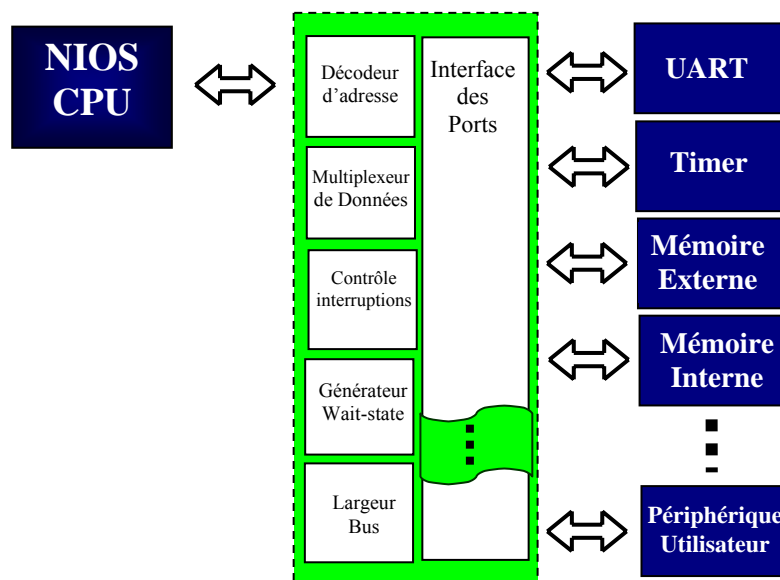 NIOS
CPU
Décodeur
d'adresse
Multiplexeur
de Données
Contrôle
interruptions
Générateur
Wait-state
Largeur
Bus
Interface
des
Ports
UART
Timer
Mémoire
Externe
Mémoire
Interne
Périphérique
Utilisateur